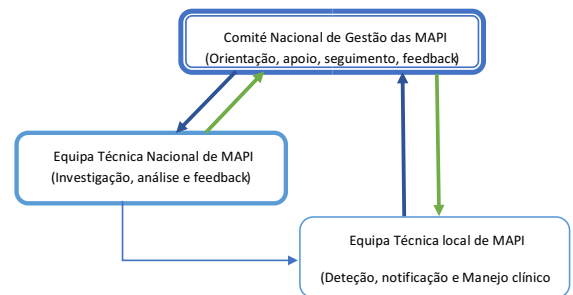 Comité Nacional de Gestão das MAPI
(Orientação, apoio, seguimento, feedback)
Equipa Técnica Nacional de MAPI
(Investigação, análise e feedback)
Equipa Técnica local de MAPI
(Deteção, notificação e Manejo clínico